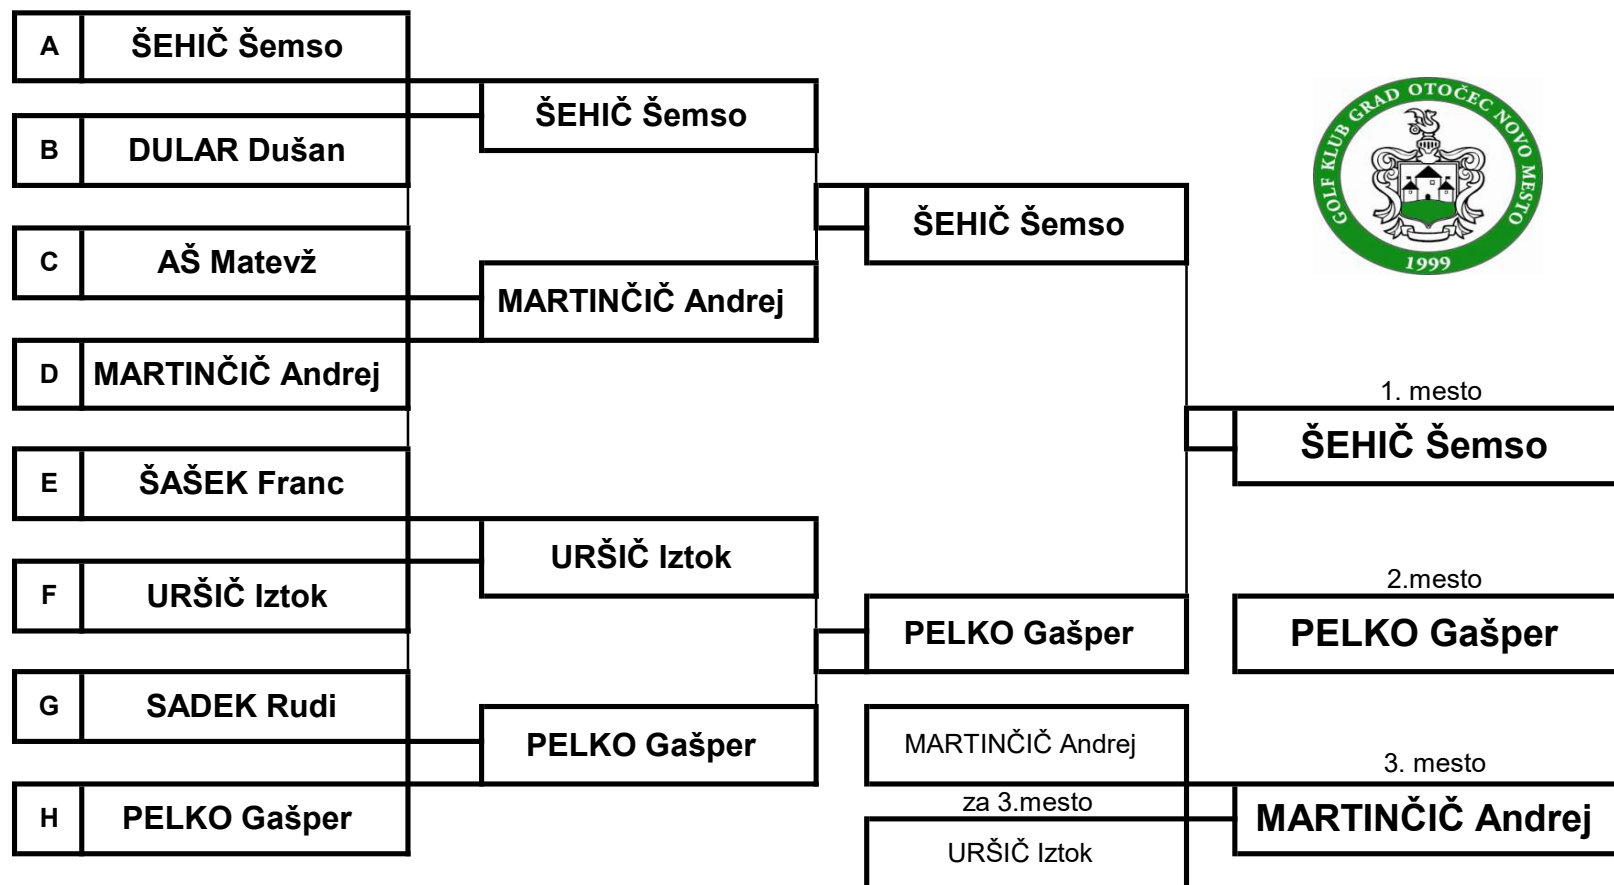 A ŠEHIČ Šemso
B DULAR Dušan
C AŠ Matevž
D MARTINČIČ Andrej
E ŠAŠEK Franc
F URŠIČ Iztok
G SADEK Rudi
H PELKO Gašper
ŠEHIČ Šemso
MARTINČIČ Andrej
URŠIČ Iztok
PELKO Gašper
ŠEHIČ Šemso
PELKO Gašper
MARTINČIČ Andrej
za 3.mesto
URŠIČ Iztok
GOLF KLUB GRAD OTOČEC NOVO MESTO
1999
1. mesto
ŠEHIČ Šemso
2.mesto
PELKO Gašper
3. mesto
MARTINČIČ Andrej